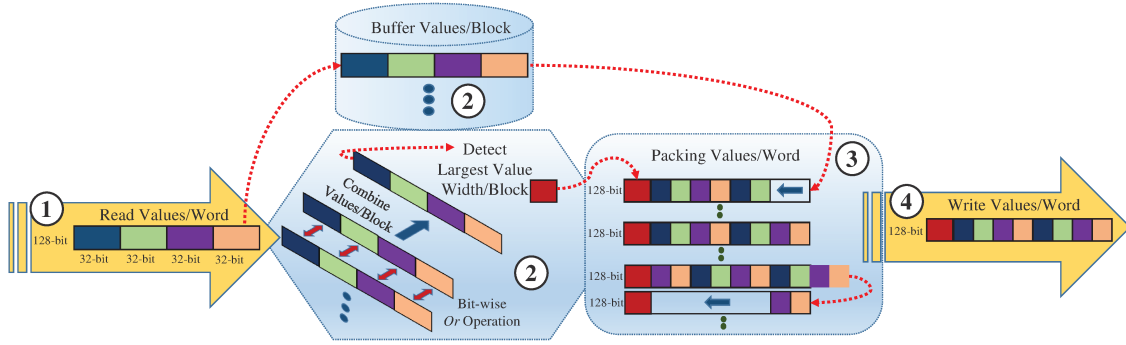 Buffer Values/Block
2
1
Read Values/Word
128-bit
32-bit 32-bit 32-bit 32-bit
Detect
Largest Value
Width/Block
Combine
Values/Block
2
Bit-wise
Or Operation
3
Packing Values/Word
128-bit
128-bit
128-bit
128-bit
4
Write Values/Word
128-bit